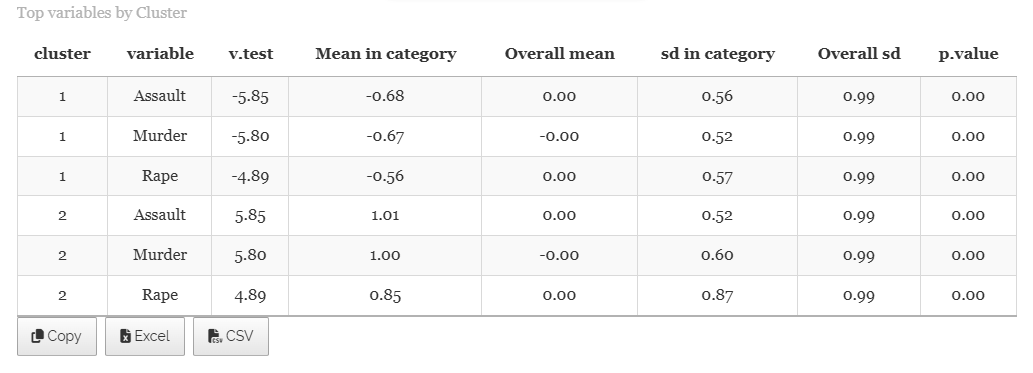 Top variables by Cluster
cluster variable v.test Mean in category Overall mean sd in category Overall sd p.value
1 Assault -5.85 -0.68 0.00 0.56 0.99 0.00
1 Murder -5.80 -0.67 -0.00 0.52 0.99 0.00
1 Rape -4.89 -0.56 0.00 0.57 0.99 0.00
2 Assault 5.85 1.01 0.00 0.52 0.99 0.00
2 Murder 5.80 1.00 -0.00 0.60 0.99 0.00
2 Rape 4.89 0.85 0.00 0.87 0.99 0.00
Copy Excel CSV